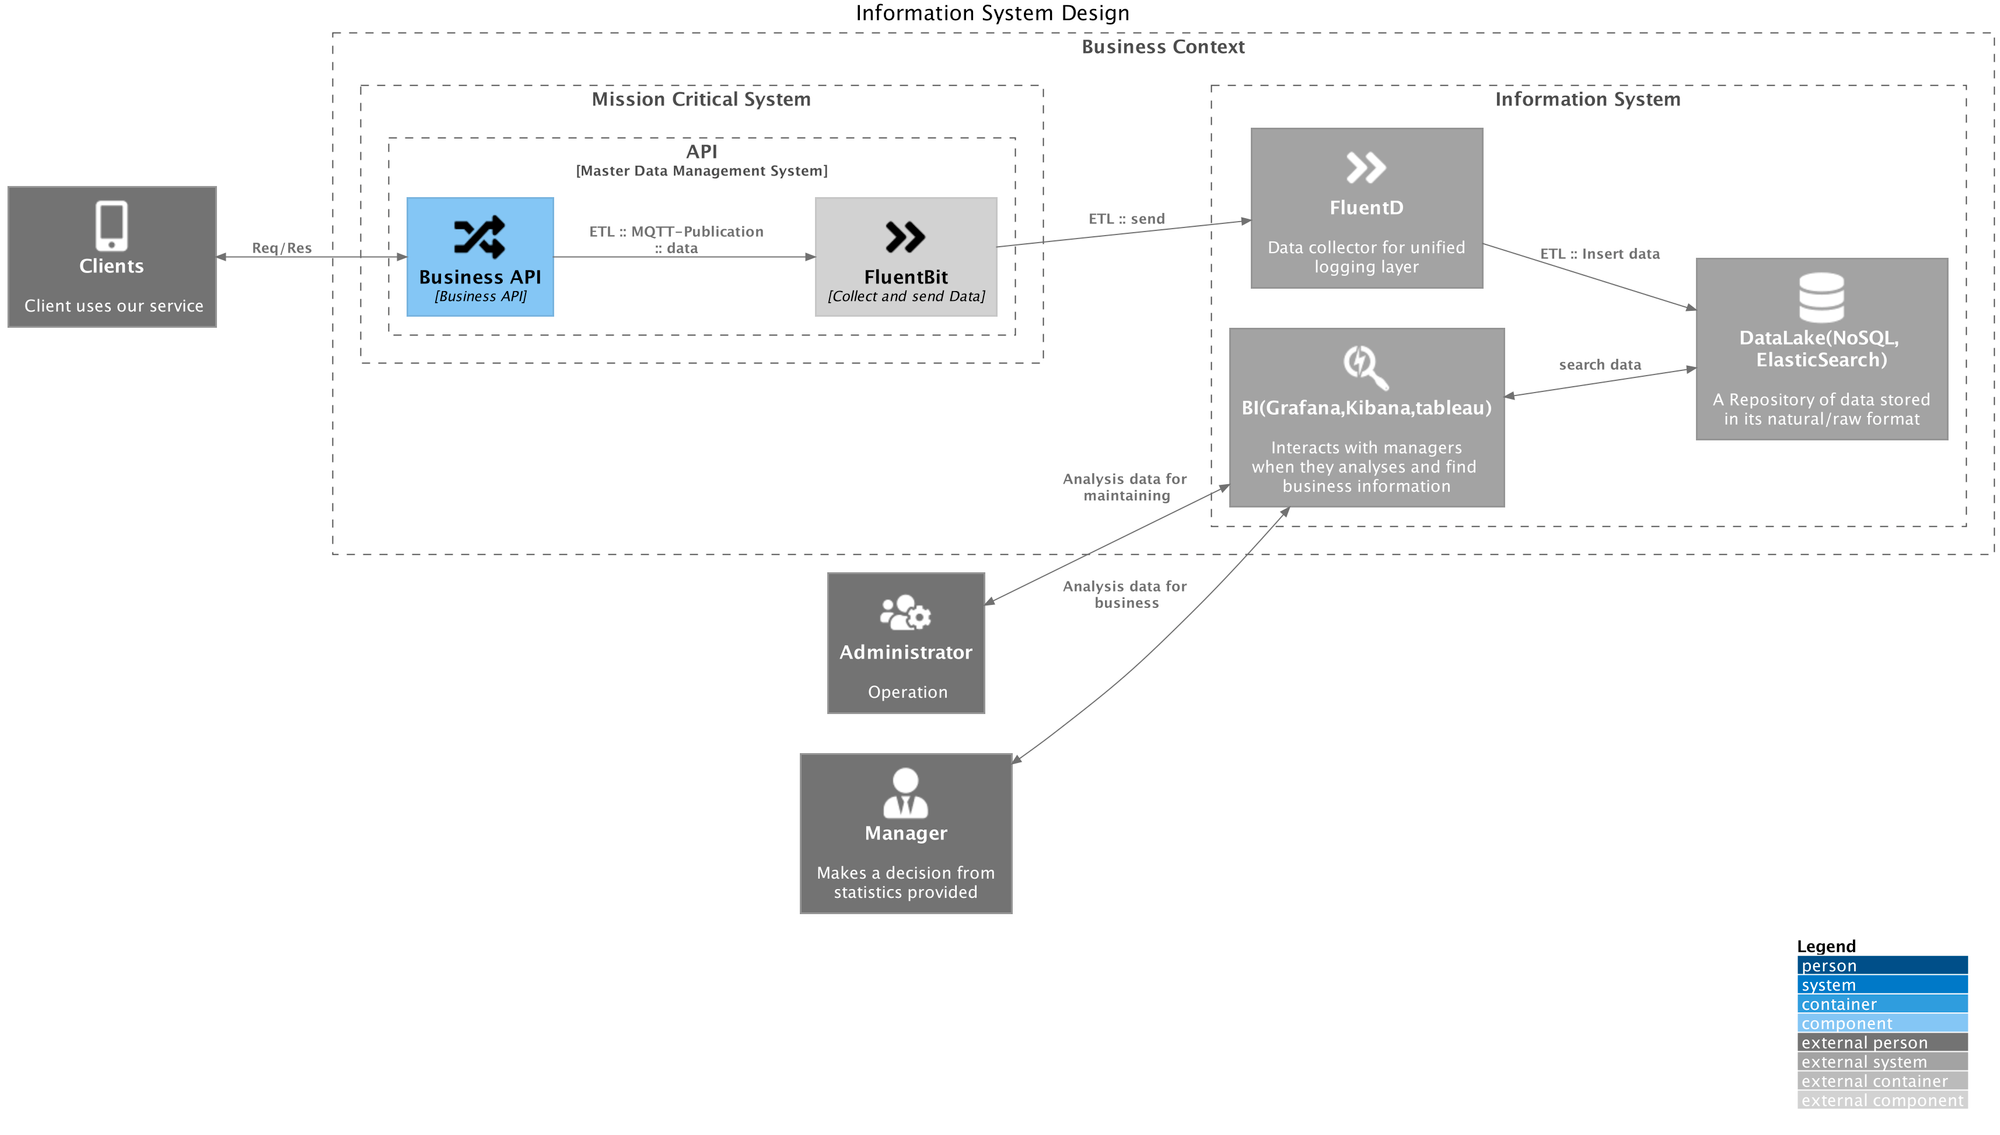 Information System Design
Business Context
Mission Critical System
API
[Master Data Management System]
Clients
Client uses our service
Req/Res
Business API
[Business API]
ETL :: MQTT-Publication
:: data
FluentBit
[Collect and send Data]
ETL :: send
Information System
FluentD
Data collector for unified
logging layer
ETL :: Insert data
DataLake(NoSQL,
ElasticSearch)
A Repository of data stored
in its natural/raw format
search data
BI(Grafana,Kibana,tableau)
Interacts with managers
when they analyses and find
business information
Analysis data for
maintaining
Analysis data for
business
Administrator
Operation
Manager
Makes a decision from
statistics provided
Legend
person
system
container
component
external person
external system
external container
external component